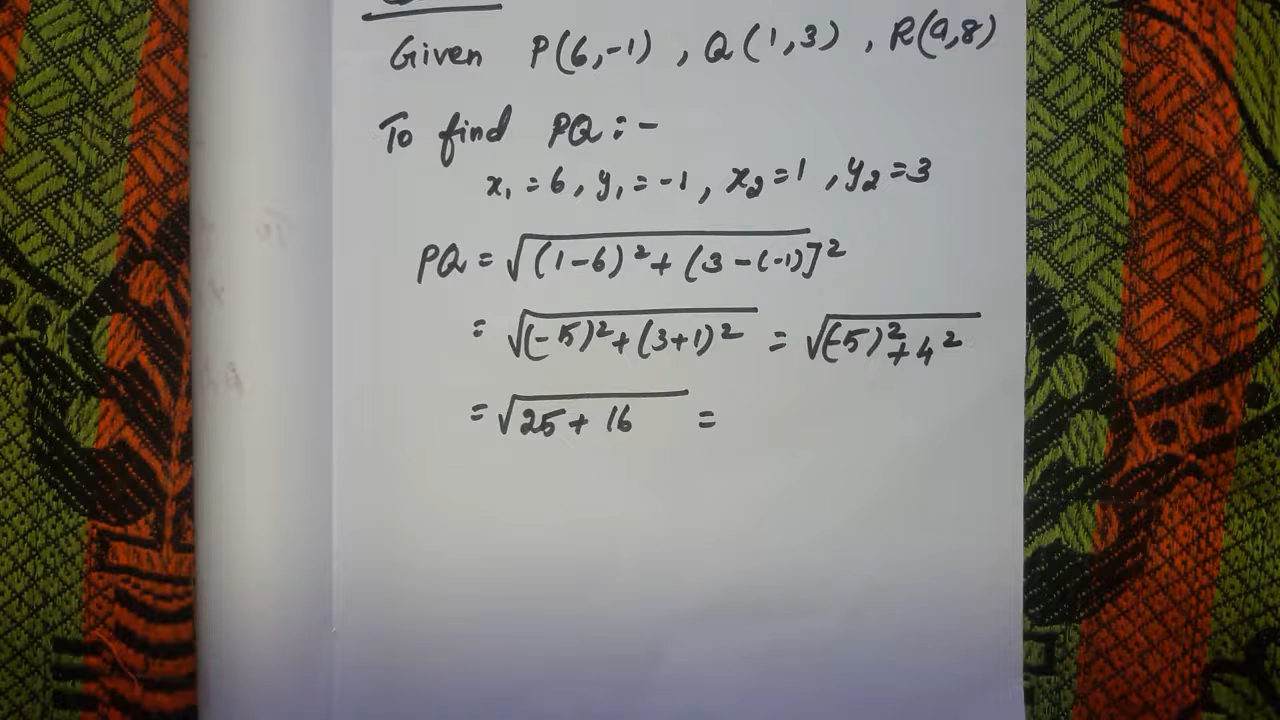 Given P(6,-1) , Q(1,3) , R(a,8)
To find PQ:-
x₁ = 6, y₁ = -1, x₂ = 1, y₂ = 3
PQ = √(1-6)² + (3-(-1)]²
= √(-5)² + (3+1)² = √(-5)² + 4²
= √25 + 16 =